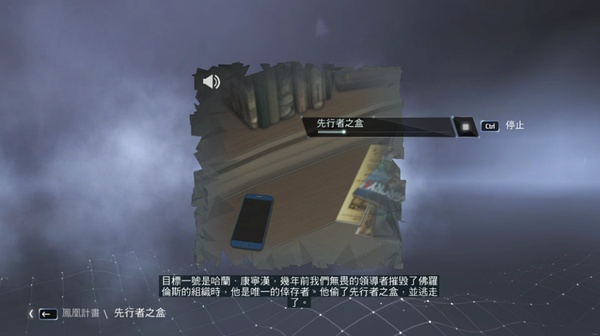 先行者之盒
Ctrl 停止
目標一號是哈蘭．康寧漢，幾年前我們無畏的領導者摧毀了佛羅
倫斯的組織時，他是唯一的倖存者。他偷了先行者之盒，並逃走
了。
鳳凰計畫 \ 先行者之盒